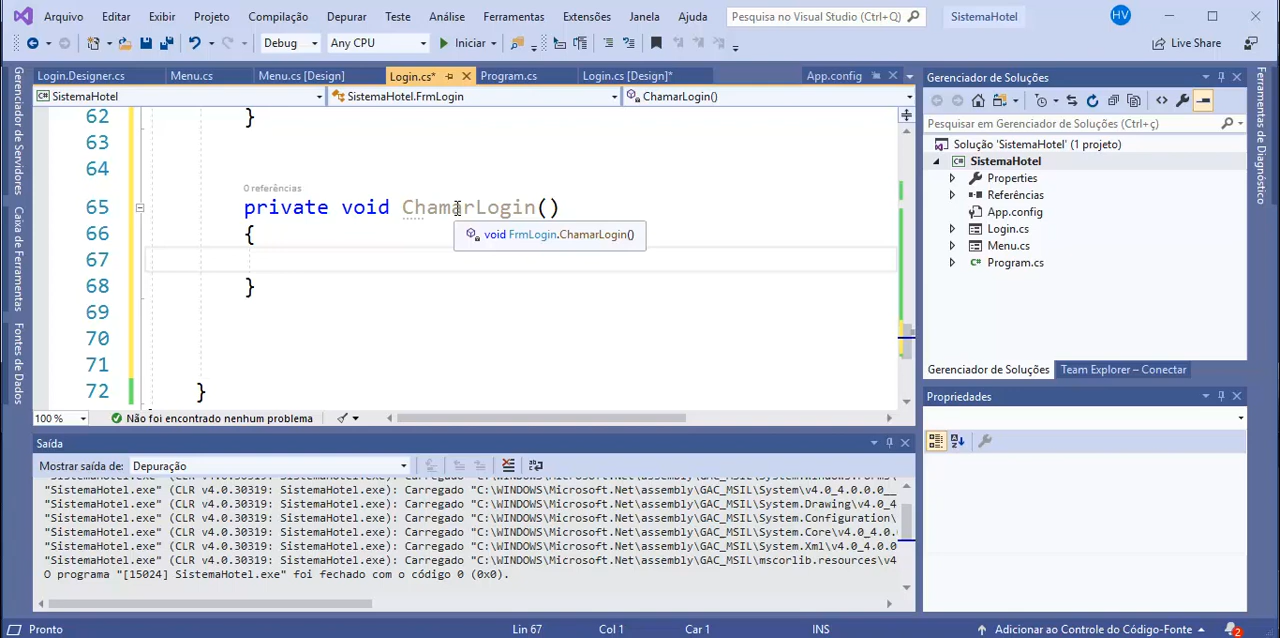 Arquivo Editar Exibir Projeto Compilação Depurar Teste Análise Ferramentas Extensões Janela Ajuda Pesquisa no Visual Studio (Ctrl+Q) SistemaHotel HV
Debug Any CPU Iniciar Live Share
Login.Designer.cs Menu.cs Menu.cs [Design] Login.cs* Program.cs Login.cs [Design]* App.config
SistemaHotel SistemaHotel.FrmLogin ChamarLogin()
62 }
63
64
0 referências
65 private void ChamarLogin()
66 {
void FrmLogin.ChamarLogin()
67
68 }
69
70
71
72 }
100 % Não foi encontrado nenhum problema
Gerenciador de Servidores
Caixa de Ferramentas
Fontes de Dados
Gerenciador de Soluções
Pesquisar em Gerenciador de Soluções (Ctrl+ç)
Solução 'SistemaHotel' (1 projeto)
SistemaHotel
Properties
Referências
App.config
Login.cs
Menu.cs
Program.cs
Gerenciador de Soluções Team Explorer – Conectar
Propriedades
Ferramentas de Diagnóstico
Saída
Mostrar saída de: Depuração
"SistemaHotel.exe" (CLR v4.0.30319: SistemaHotel.exe): Carregado "C:\WINDOWS\Microsoft.Net\assembly\GAC_MSIL\System\v4.0_4.0.0.0__
"SistemaHotel.exe" (CLR v4.0.30319: SistemaHotel.exe): Carregado "C:\WINDOWS\Microsoft.Net\assembly\GAC_MSIL\System.Drawing\v4.0_4
"SistemaHotel.exe" (CLR v4.0.30319: SistemaHotel.exe): Carregado "C:\WINDOWS\Microsoft.Net\assembly\GAC_MSIL\System.Configuration\
"SistemaHotel.exe" (CLR v4.0.30319: SistemaHotel.exe): Carregado "C:\WINDOWS\Microsoft.Net\assembly\GAC_MSIL\System.Core\v4.0_4.0.
"SistemaHotel.exe" (CLR v4.0.30319: SistemaHotel.exe): Carregado "C:\WINDOWS\Microsoft.Net\assembly\GAC_MSIL\System.Xml\v4.0_4.0.0
"SistemaHotel.exe" (CLR v4.0.30319: SistemaHotel.exe): Carregado "C:\WINDOWS\Microsoft.Net\assembly\GAC_MSIL\mscorlib.resources\v4
O programa "[15024] SistemaHotel.exe" foi fechado com o código 0 (0x0).
Pronto Lin 67 Col 1 Car 1 INS Adicionar ao Controle do Código-Fonte 2